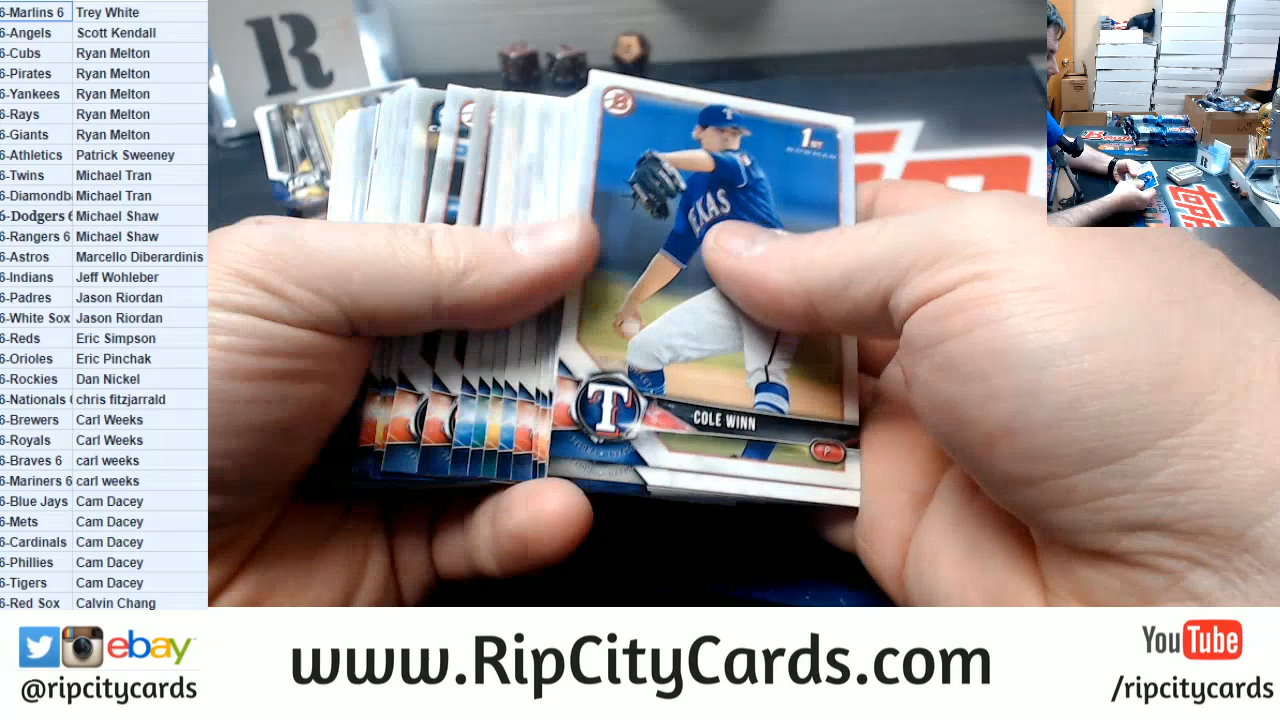 6-Marlins 6 Trey White
6-Angels Scott Kendall
6-Cubs Ryan Melton
6-Pirates Ryan Melton
6-Yankees Ryan Melton
6-Rays Ryan Melton
6-Giants Ryan Melton
6-Athletics Patrick Sweeney
6-Twins Michael Tran
6-Diamondb Michael Tran
6-Dodgers 6 Michael Shaw
6-Rangers 6 Michael Shaw
6-Astros Marcello Diberardinis
6-Indians Jeff Wohleber
6-Padres Jason Riordan
6-White Sox Jason Riordan
6-Reds Eric Simpson
6-Orioles Eric Pinchak
6-Rockies Dan Nickel
6-Nationals chris fitzjarrald
6-Brewers Carl Weeks
6-Royals Carl Weeks
6-Braves 6 carl weeks
6-Mariners 6 carl weeks
6-Blue Jays Cam Dacey
6-Mets Cam Dacey
6-Cardinals Cam Dacey
6-Phillies Cam Dacey
6-Tigers Cam Dacey
6-Red Sox Calvin Chang
R
B
T
1ST
BOWMAN
TEXAS
T
COLE WINN
P
topps
ebay
@ripcitycards
www.RipCityCards.com
YouTube
/ripcitycards